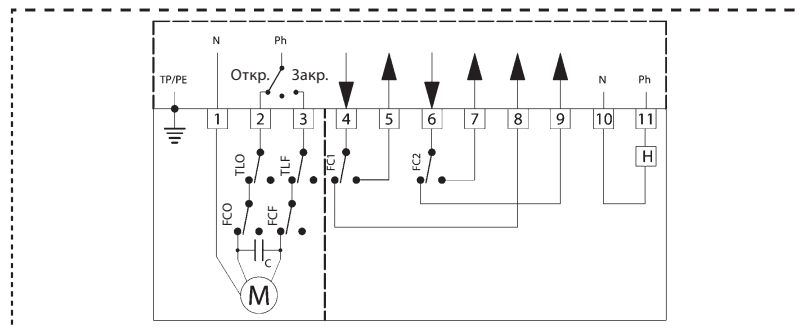 N Ph
TP/PE Откр. Закр. N Ph
1 2 3 4 5 6 7 8 9 10 11
TLO TLF FC1 FC2 H
FCO FCF
C
M